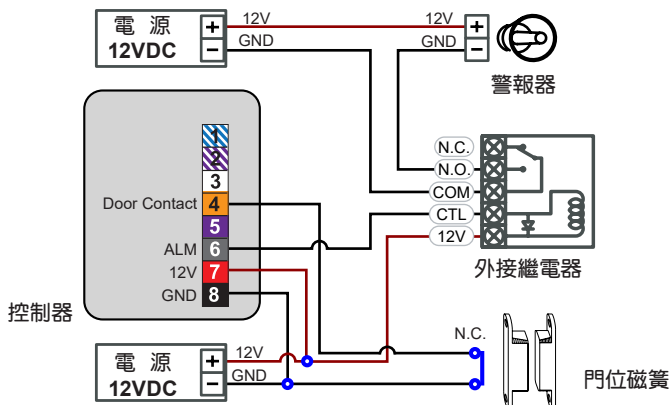 電 源
12VDC
+
−
12V
GND
12V
GND
+
−
警報器
1
2
3
Door Contact 4
5
ALM 6
12V 7
GND 8
控制器
N.C.
N.O.
COM
CTL
12V
外接繼電器
電 源
12VDC
+
−
12V
GND
N.C.
門位磁簧